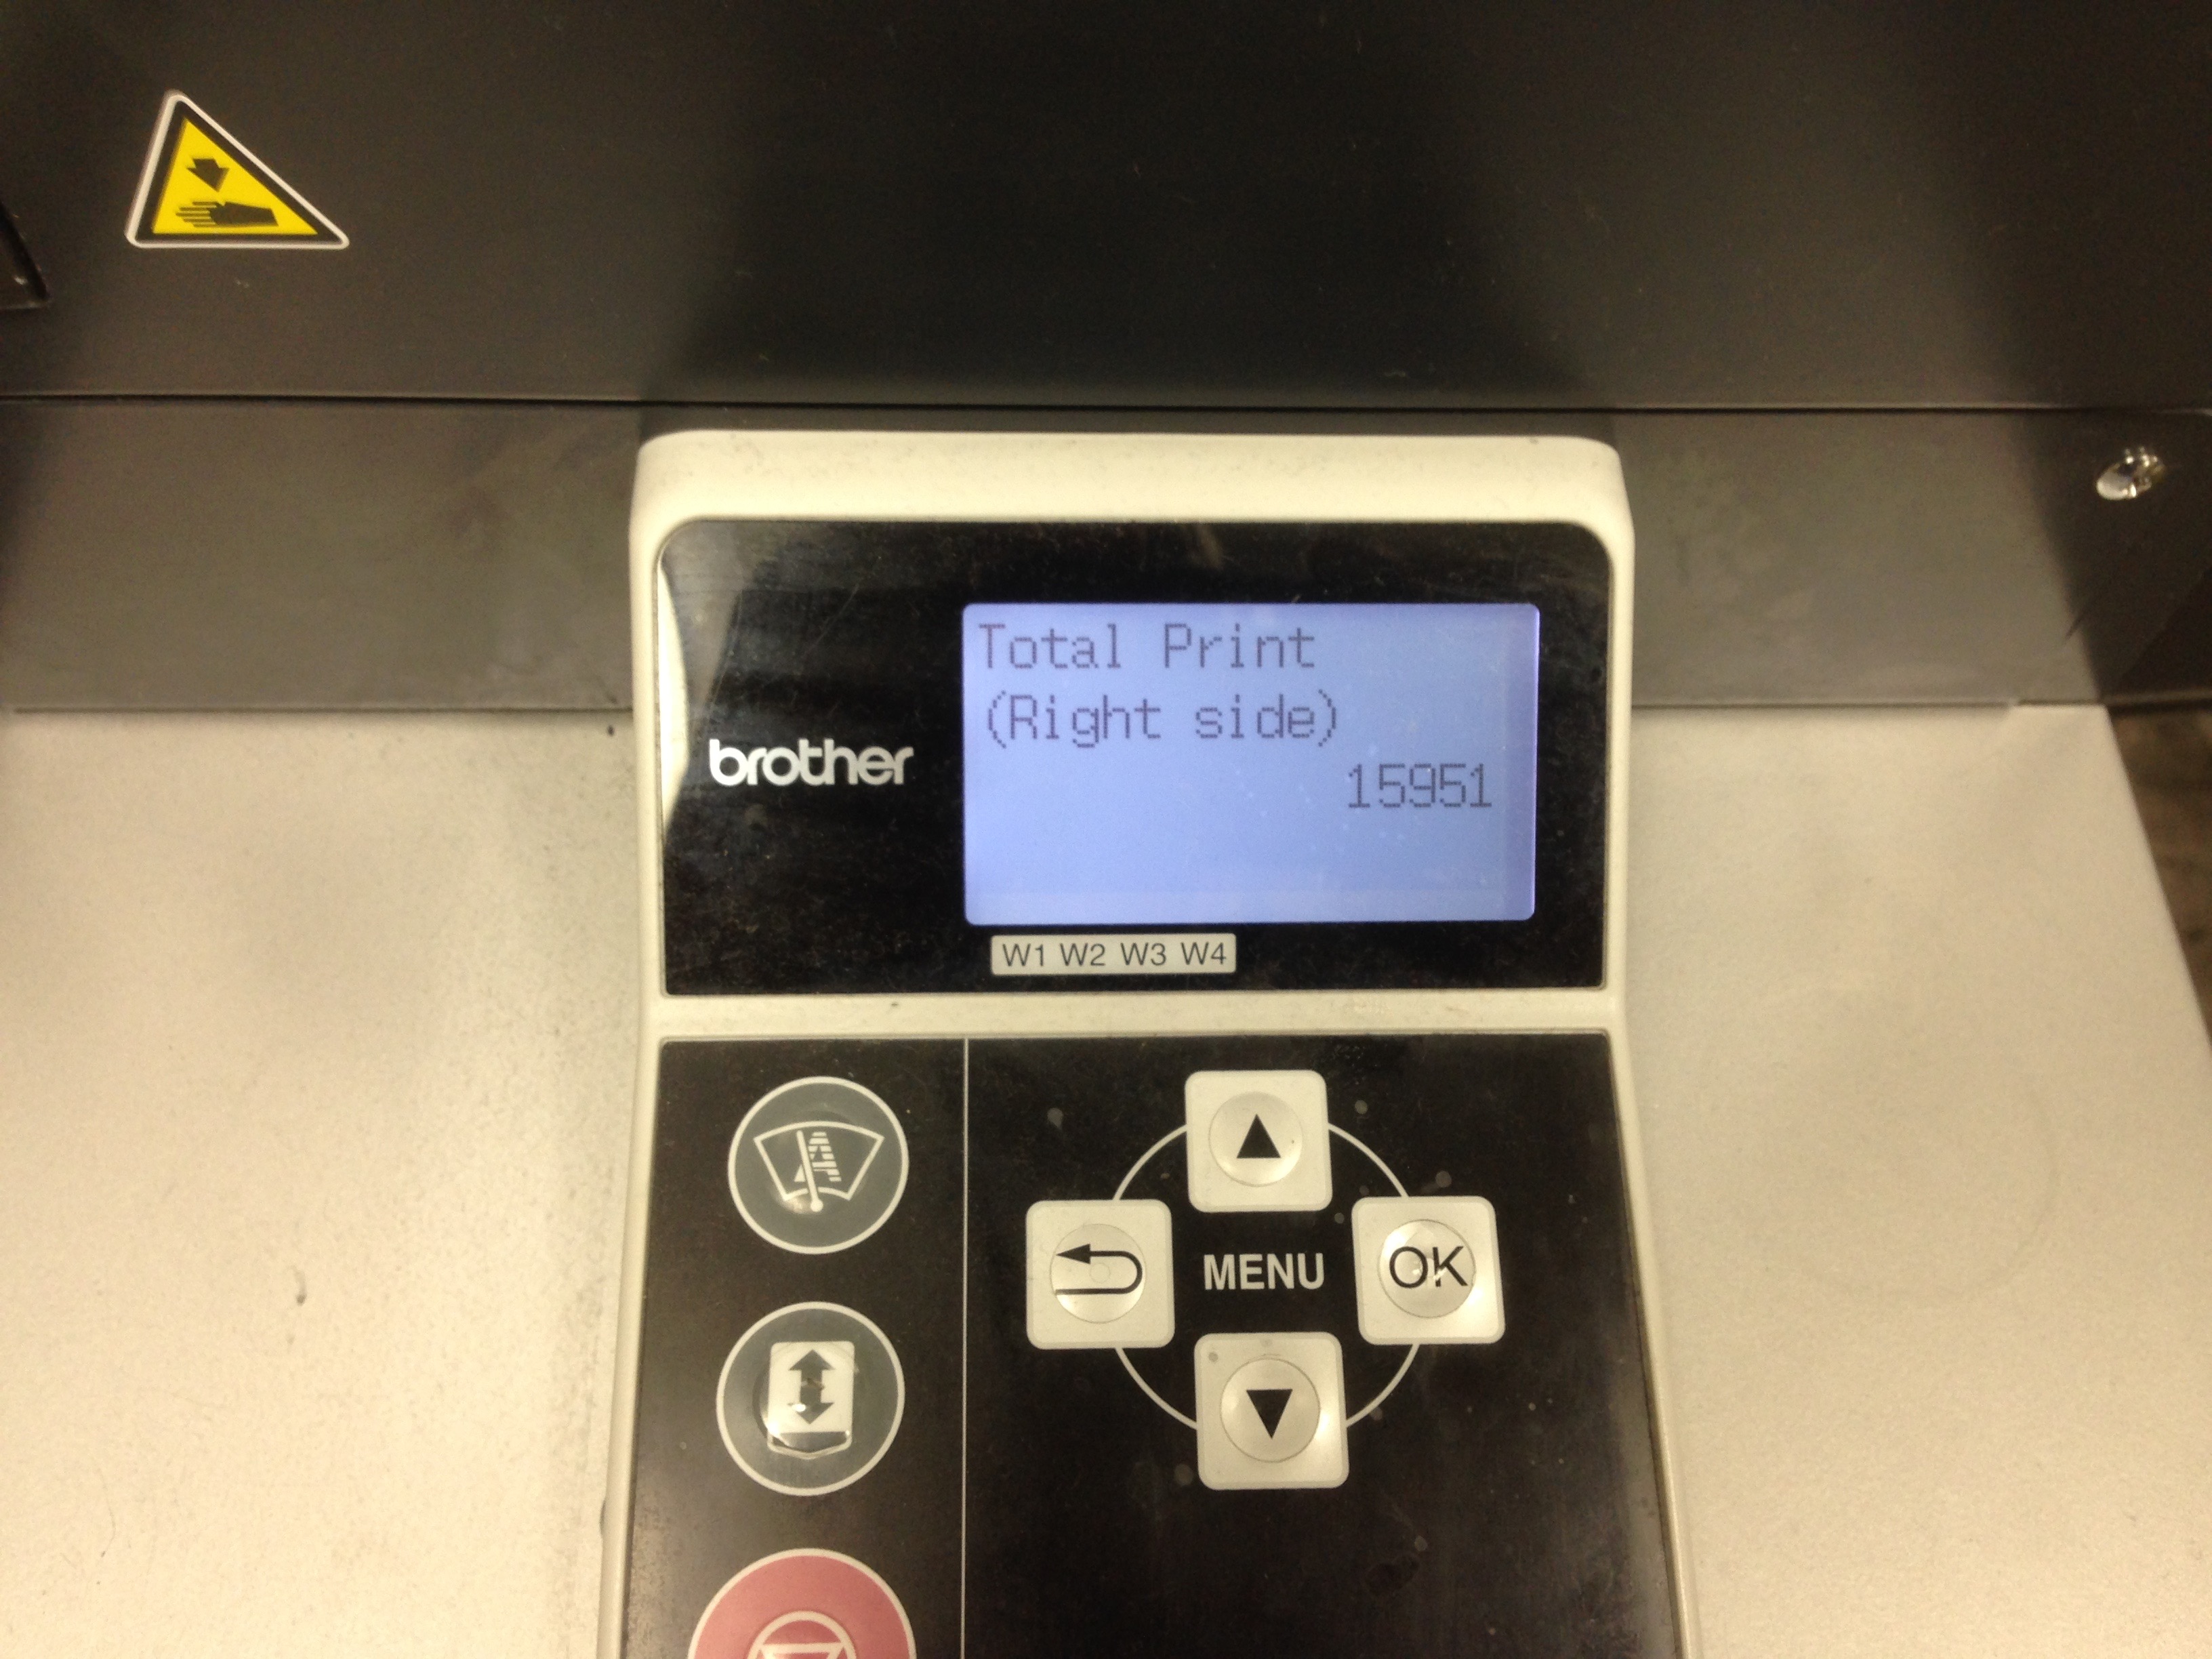 Total Print
(Right side)
15951
brother
W1 W2 W3 W4
MENU
OK